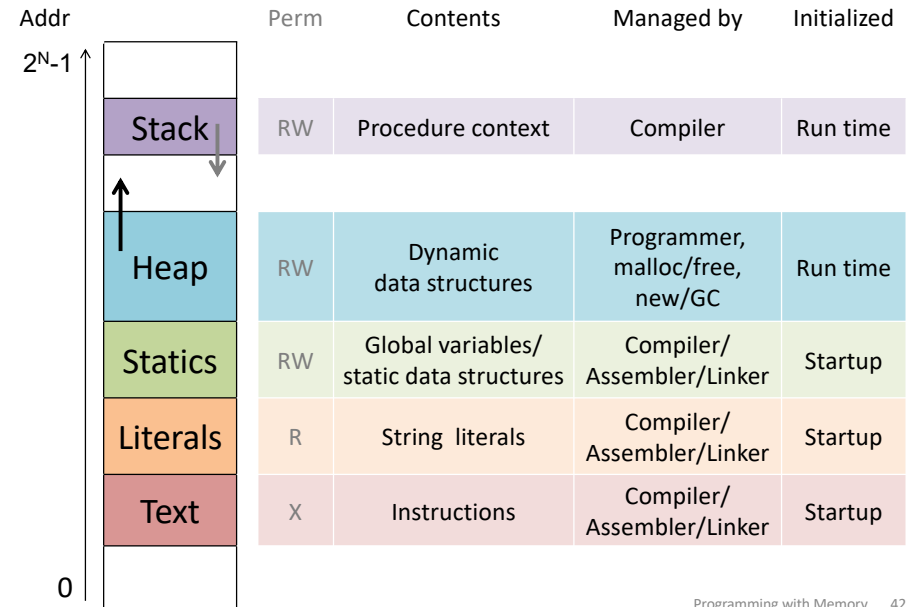 Addr Perm Contents Managed by Initialized
2ᴺ-1
Stack RW Procedure context Compiler Run time
Heap RW Dynamic data structures Programmer, malloc/free, new/GC Run time
Statics RW Global variables/ static data structures Compiler/ Assembler/Linker Startup
Literals R String literals Compiler/ Assembler/Linker Startup
Text X Instructions Compiler/ Assembler/Linker Startup
0
Programming with Memory 42